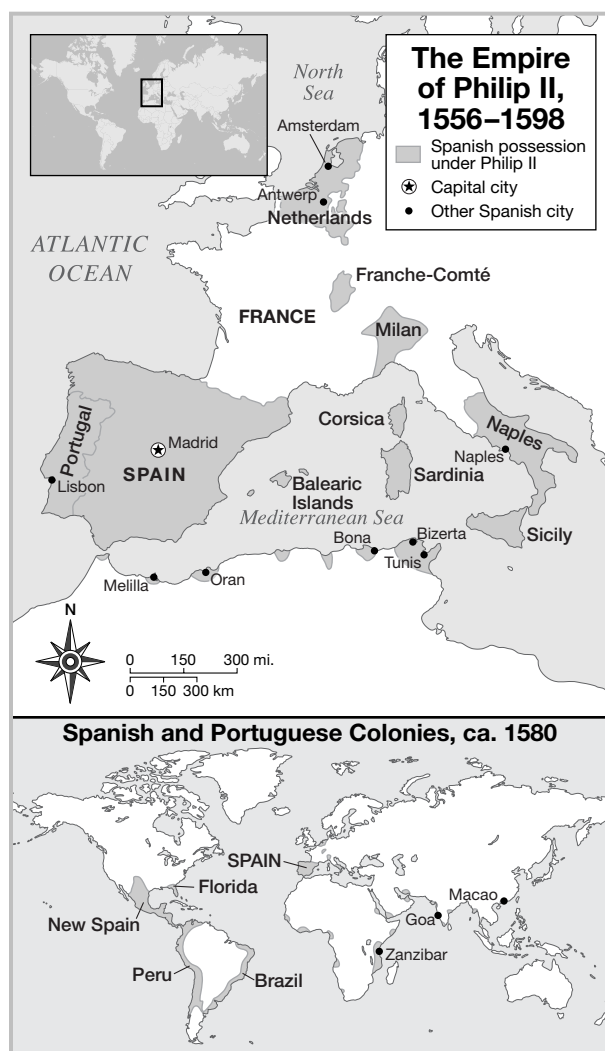 The Empire
of Philip II,
1556–1598
Spanish possession
under Philip II
Capital city
Other Spanish city
North
Sea
Amsterdam
Antwerp
Netherlands
ATLANTIC
OCEAN
Franche-Comté
FRANCE
Milan
Corsica
Naples
Portugal
Madrid
Naples
SPAIN
Sardinia
Lisbon
Balearic
Islands
Mediterranean Sea
Sicily
Bona
Bizerta
Tunis
Melilla
Oran
N
0 150 300 mi.
0 150 300 km
Spanish and Portuguese Colonies, ca. 1580
SPAIN
Florida
Macao
New Spain
Goa
Zanzibar
Peru
Brazil